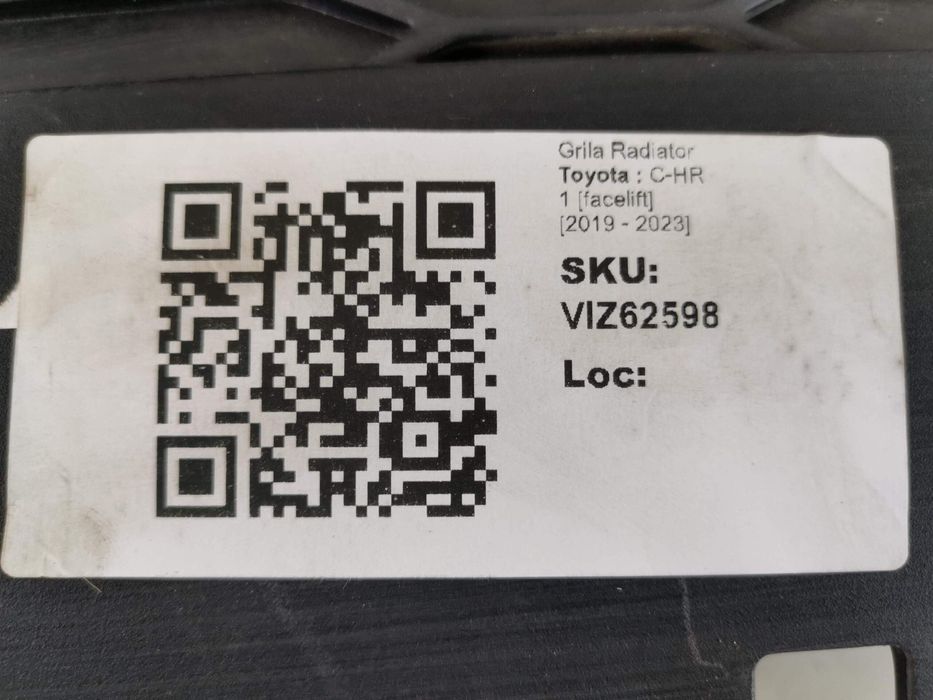 Grila Radiator
Toyota : C-HR
1 [facelift]
[2019 - 2023]
SKU:
VIZ62598
Loc: